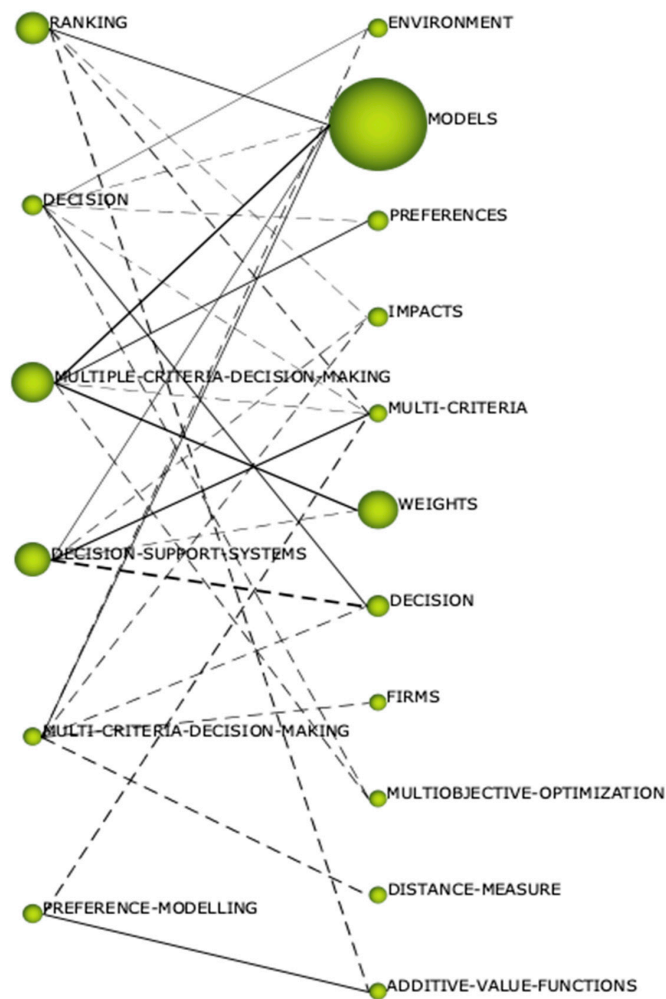 RANKING
DECISION
MULTIPLE-CRITERIA-DECISION-MAKING
DECISION-SUPPORT-SYSTEMS
MULTI-CRITERIA-DECISION-MAKING
PREFERENCE-MODELLING
ENVIRONMENT
MODELS
PREFERENCES
IMPACTS
MULTI-CRITERIA
WEIGHTS
DECISION
FIRMS
MULTIOBJECTIVE-OPTIMIZATION
DISTANCE-MEASURE
ADDITIVE-VALUE-FUNCTIONS